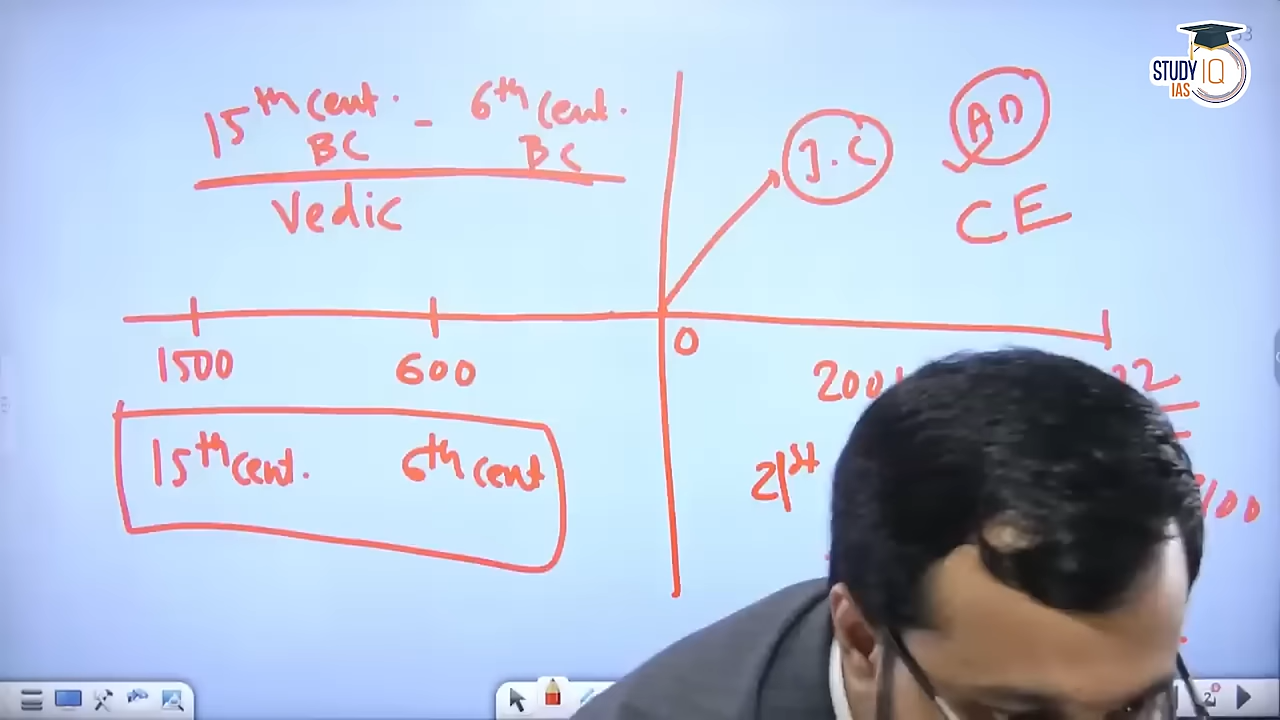 STUDY IQ
IAS
15th cent. BC - 6th cent. BC
Vedic
J.C
AD
CE
1500 600 0
15th cent. 6th cent
21st